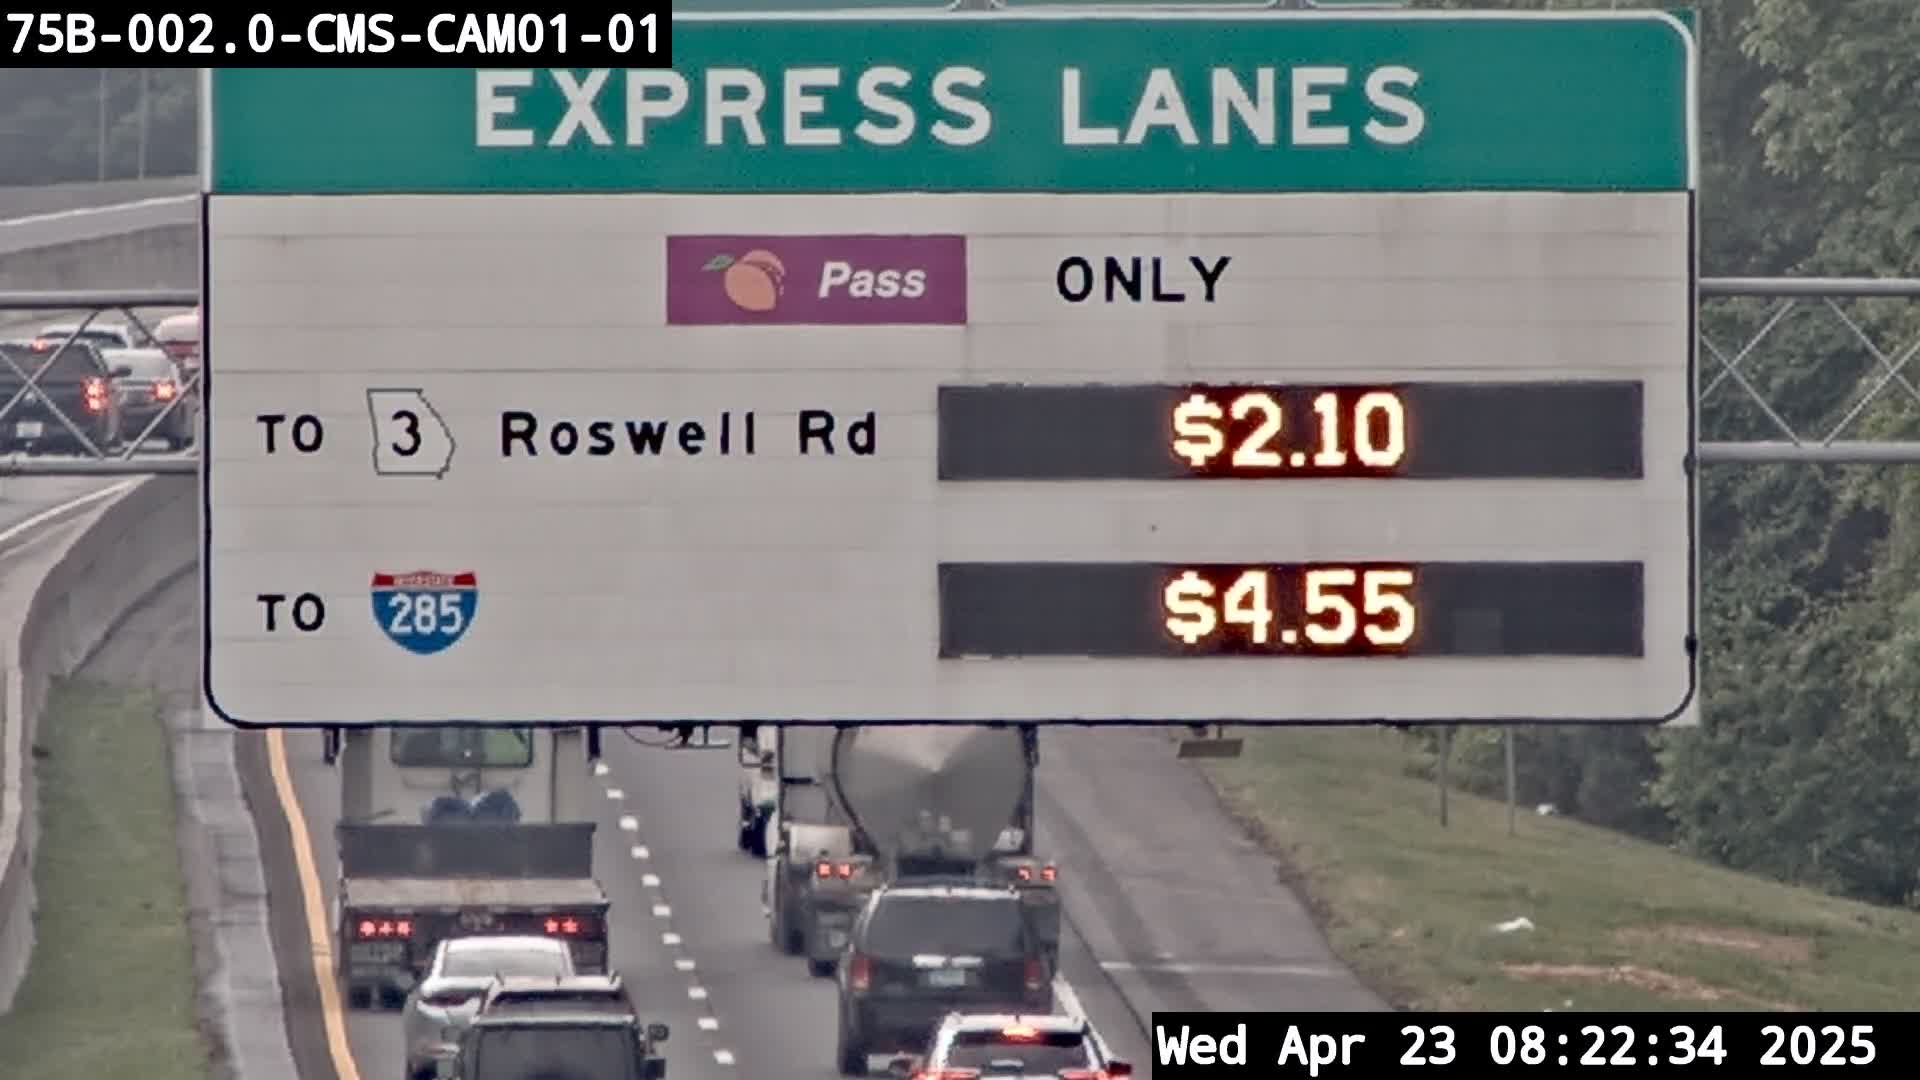 75B-002.0-CMS-CAM01-01
EXPRESS LANES
Pass ONLY
TO 3 Roswell Rd $2.10
INTERSTATE
TO 285 $4.55
Wed Apr 23 08:22:34 2025